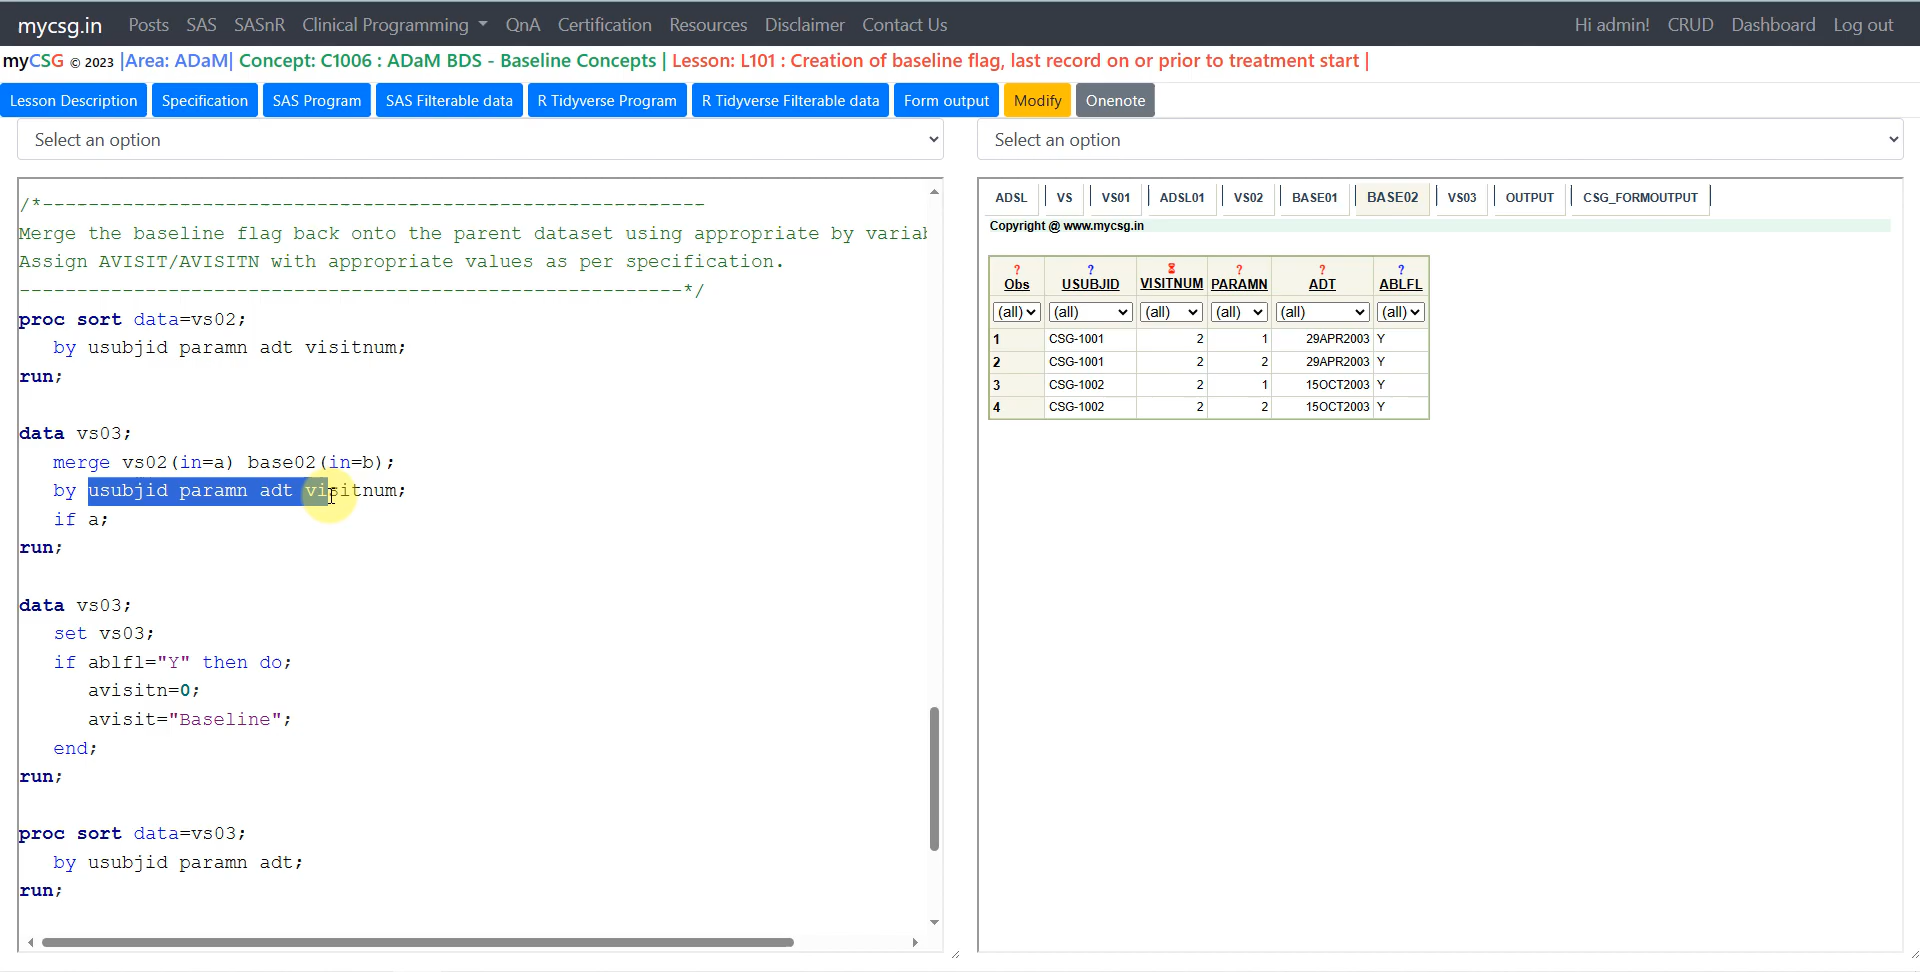 mycsg.in Posts SAS SASnR Clinical Programming QnA Certification Resources Disclaimer Contact Us Hi admin! CRUD Dashboard Log out
myCSG © 2023 |Area: ADaM| Concept: C1006 : ADaM BDS - Baseline Concepts | Lesson: L101 : Creation of baseline flag, last record on or prior to treatment start |
Lesson Description Specification SAS Program SAS Filterable data R Tidyverse Program R Tidyverse Filterable data Form output Modify Onenote
Select an option
/*----------------------------------------------------------
Merge the baseline flag back onto the parent dataset using appropriate by variab
Assign AVISIT/AVISITN with appropriate values as per specification.
----------------------------------------------------------*/
proc sort data=vs02;
by usubjid paramn adt visitnum;
run;
data vs03;
merge vs02(in=a) base02(in=b);
by usubjid paramn adt visitnum;
if a;
run;
data vs03;
set vs03;
if ablfl="Y" then do;
avisitn=0;
avisit="Baseline";
end;
run;
proc sort data=vs03;
by usubjid paramn adt;
run;
Select an option
ADSL | VS | VS01 | ADSL01 | VS02 | BASE01 | BASE02 | VS03 | OUTPUT | CSG_FORMOUTPUT |
Copyright @ www.mycsg.in
? ? ? ? ?
Obs USUBJID VISITNUM PARAMN ADT ABLFL
(all) (all) (all) (all) (all) (all)
1 CSG-1001 2 1 29APR2003 Y
2 CSG-1001 2 2 29APR2003 Y
3 CSG-1002 2 1 15OCT2003 Y
4 CSG-1002 2 2 15OCT2003 Y